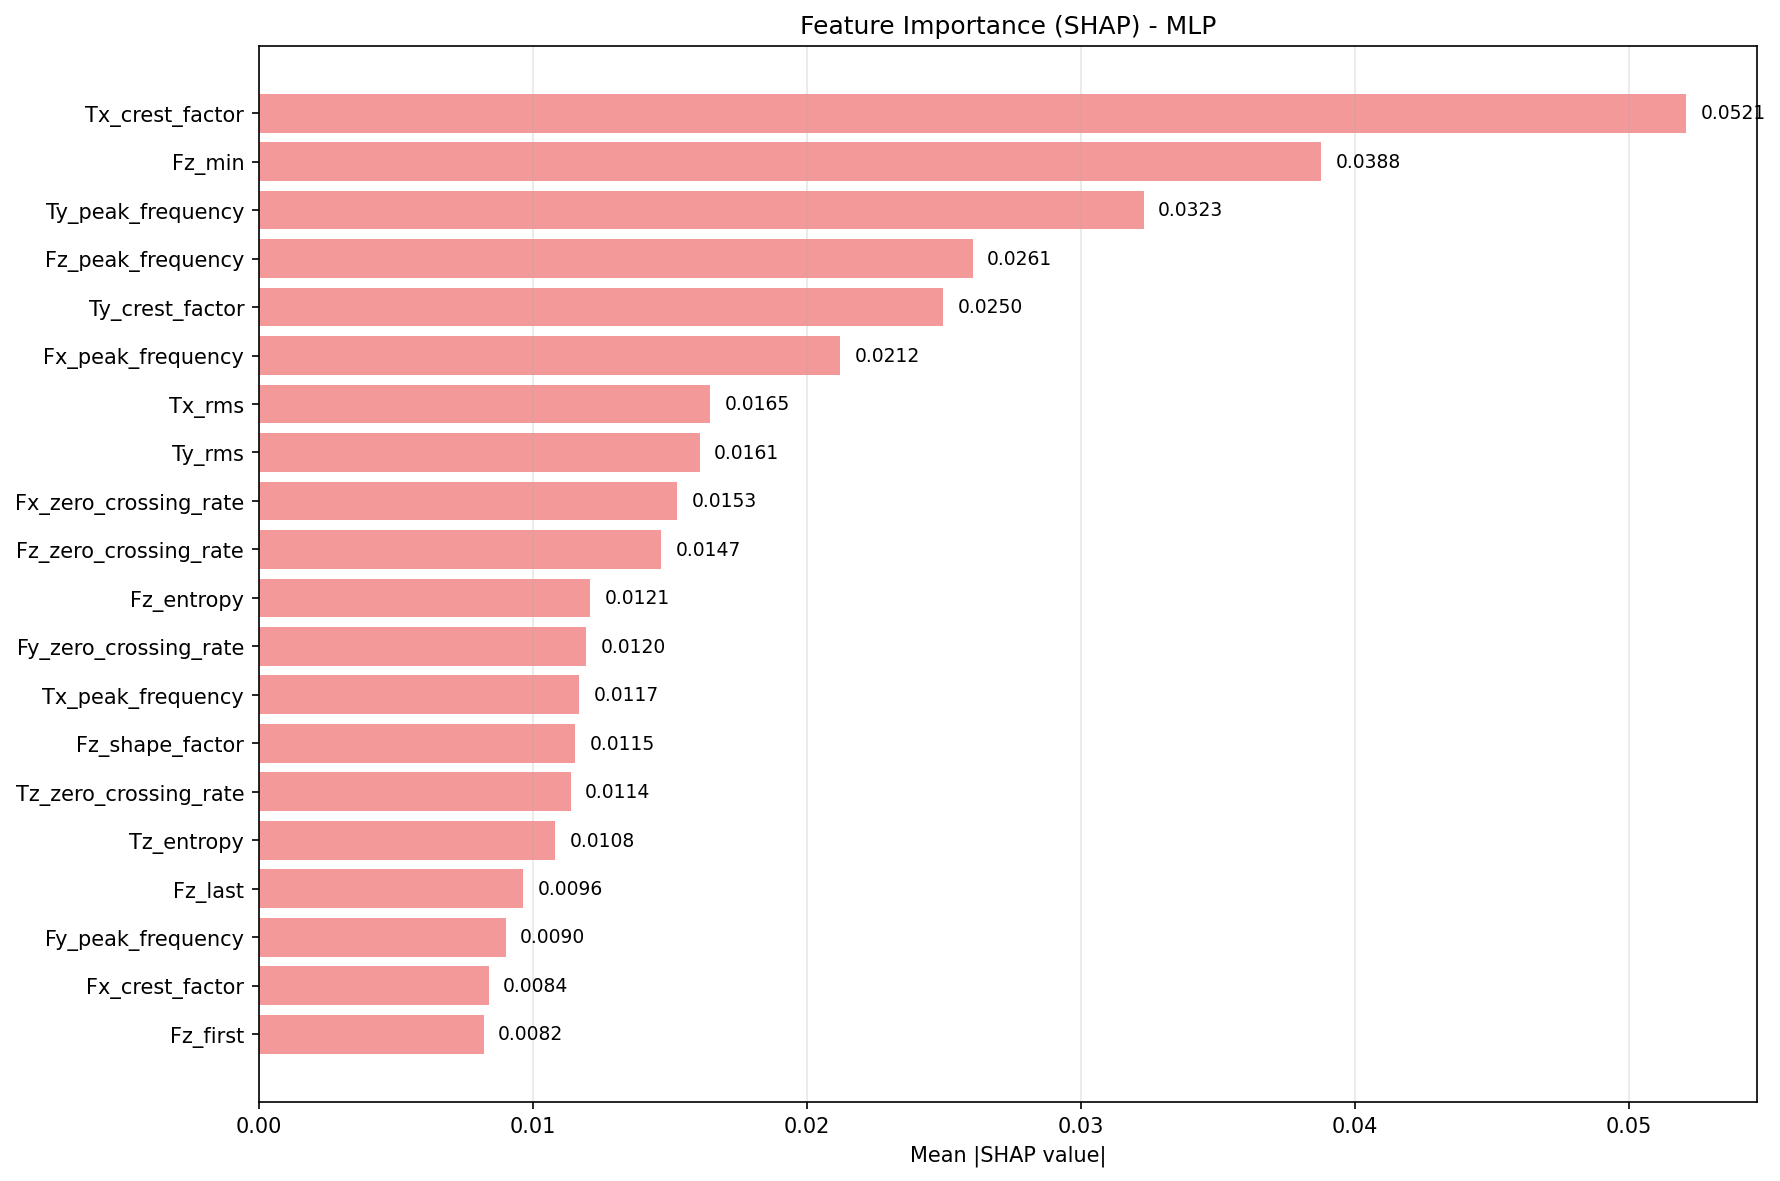 Feature Importance (SHAP) - MLP
Tx_crest_factor 0.0521
Fz_min 0.0388
Ty_peak_frequency 0.0323
Fz_peak_frequency 0.0261
Ty_crest_factor 0.0250
Fx_peak_frequency 0.0212
Tx_rms 0.0165
Ty_rms 0.0161
Fx_zero_crossing_rate 0.0153
Fz_zero_crossing_rate 0.0147
Fz_entropy 0.0121
Fy_zero_crossing_rate 0.0120
Tx_peak_frequency 0.0117
Fz_shape_factor 0.0115
Tz_zero_crossing_rate 0.0114
Tz_entropy 0.0108
Fz_last 0.0096
Fy_peak_frequency 0.0090
Fx_crest_factor 0.0084
Fz_first 0.0082
0.00 0.01 0.02 0.03 0.04 0.05
Mean |SHAP value|